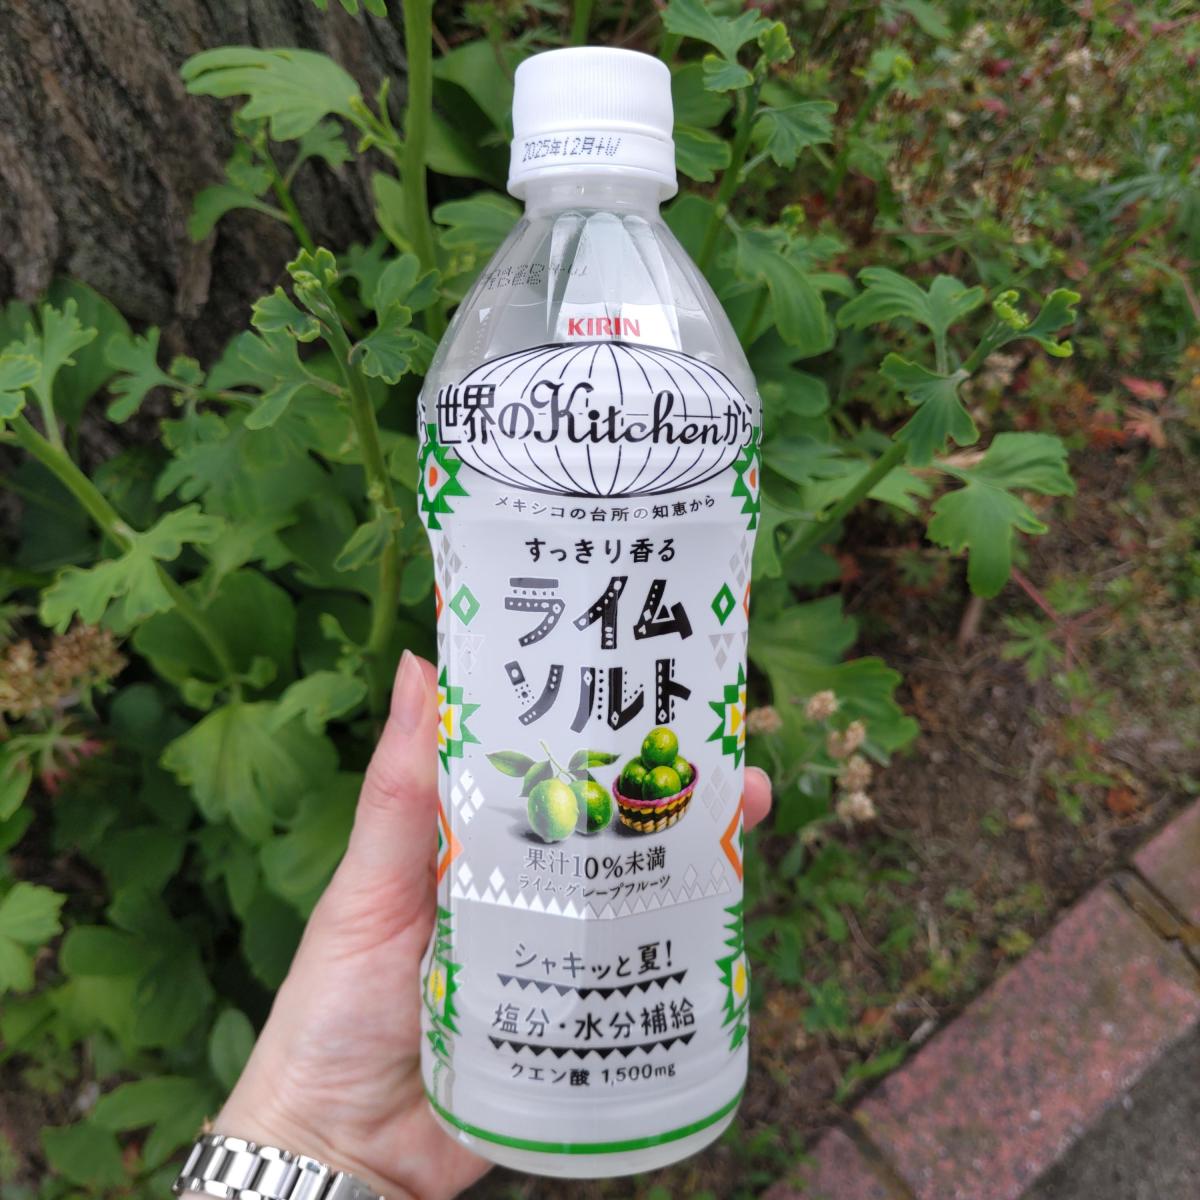 2025年12月+W
KIRIN
世界のKitchenから
メキシコの台所の知恵から
すっきり香る
ライム
ソルト
果汁10%未満
ライム・グレープフルーツ
シャキッと夏!
塩分・水分補給
クエン酸 1,500mg